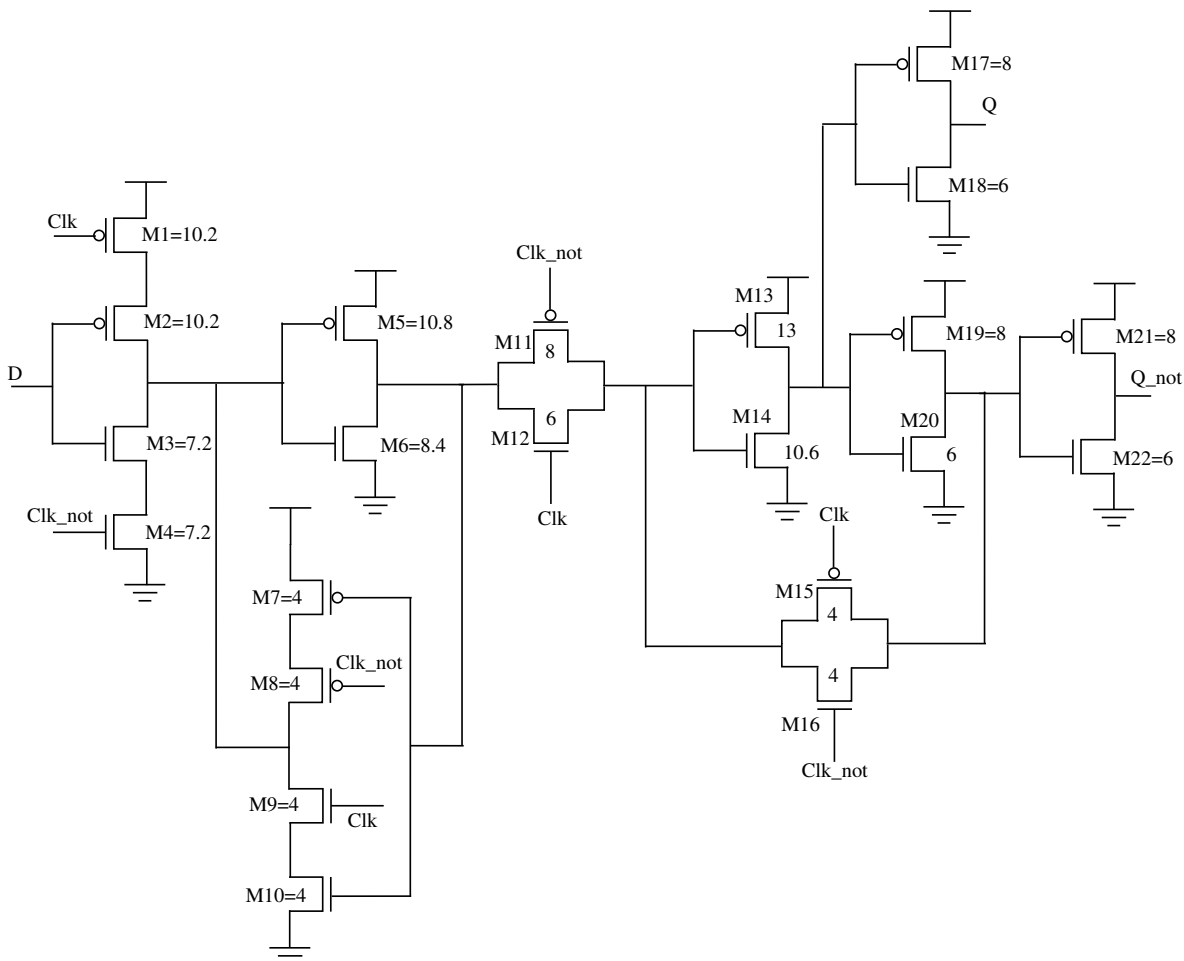 M17=8
Q
M18=6
Clk
M1=10.2
M2=10.2
D
M3=7.2
Clk_not
M4=7.2
M5=10.8
M6=8.4
M7=4
Clk_not
M8=4
M9=4
Clk
M10=4
Clk_not
M11
8
6
M12
Clk
M13
13
M14
10.6
M19=8
M20
6
M21=8
Q_not
M22=6
Clk
M15
4
4
M16
Clk_not